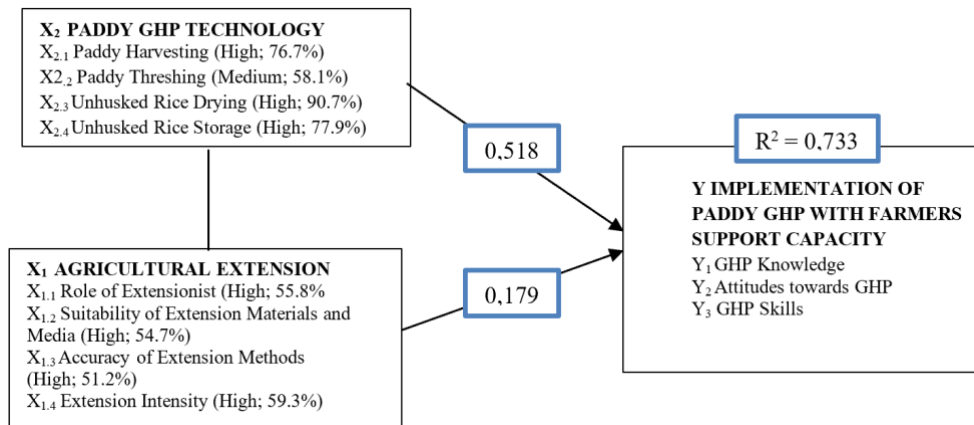 X₂ PADDY GHP TECHNOLOGY
X₂.₁ Paddy Harvesting (High; 76.7%)
X2.₂ Paddy Threshing (Medium; 58.1%)
X₂.₃ Unhusked Rice Drying (High; 90.7%)
X₂.₄ Unhusked Rice Storage (High; 77.9%)
0,518
R² = 0,733
Y IMPLEMENTATION OF
PADDY GHP WITH FARMERS
SUPPORT CAPACITY
Y₁ GHP Knowledge
Y₂ Attitudes towards GHP
Y₃ GHP Skills
X₁ AGRICULTURAL EXTENSION
X₁.₁ Role of Extensionist (High; 55.8%
X₁.₂ Suitability of Extension Materials and
Media (High; 54.7%)
X₁.₃ Accuracy of Extension Methods
(High; 51.2%)
X₁.₄ Extension Intensity (High; 59.3%)
0,179